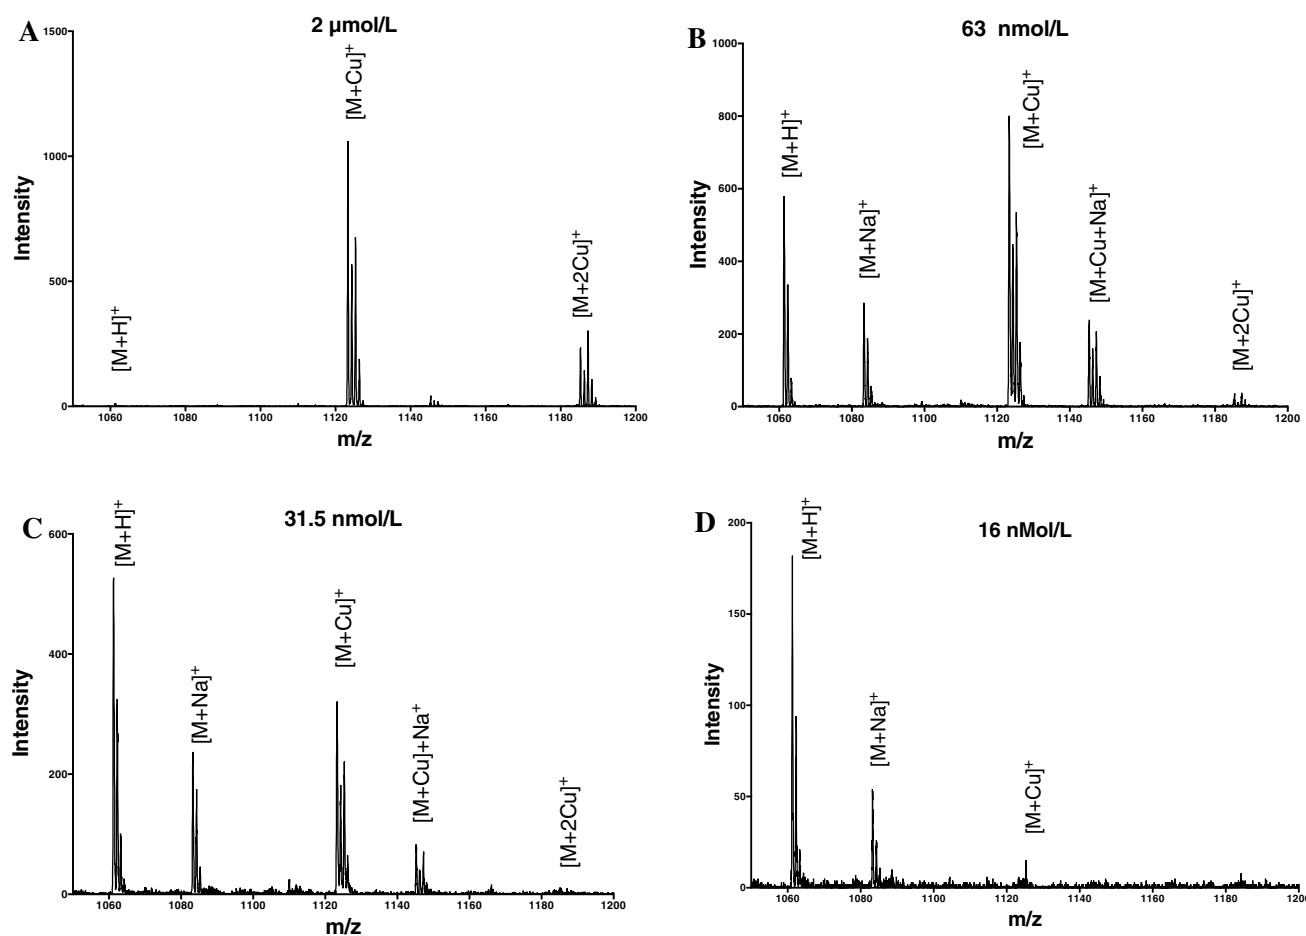 A
2 µmol/L
1500
1000
500
0
Intensity
[M+H]⁺
[M+Cu]⁺
[M+2Cu]⁺
1060
1080
1100
1120
1140
1160
1180
1200
m/z
B
63 nmol/L
1000
800
600
400
200
0
Intensity
[M+H]⁺
[M+Na]⁺
[M+Cu]⁺
[M+Cu+Na]⁺
[M+2Cu]⁺
1060
1080
1100
1120
1140
1160
1180
1200
m/z
C
31.5 nmol/L
600
400
200
0
Intensity
[M+H]⁺
[M+Na]⁺
[M+Cu]⁺
[M+Cu]+Na⁺
[M+2Cu]⁺
1060
1080
1100
1120
1140
1160
1180
1200
m/z
D
16 nMol/L
200
150
100
50
0
Intensity
[M+H]⁺
[M+Na]⁺
[M+Cu]⁺
1060
1080
1100
1120
1140
1160
1180
1200
m/z